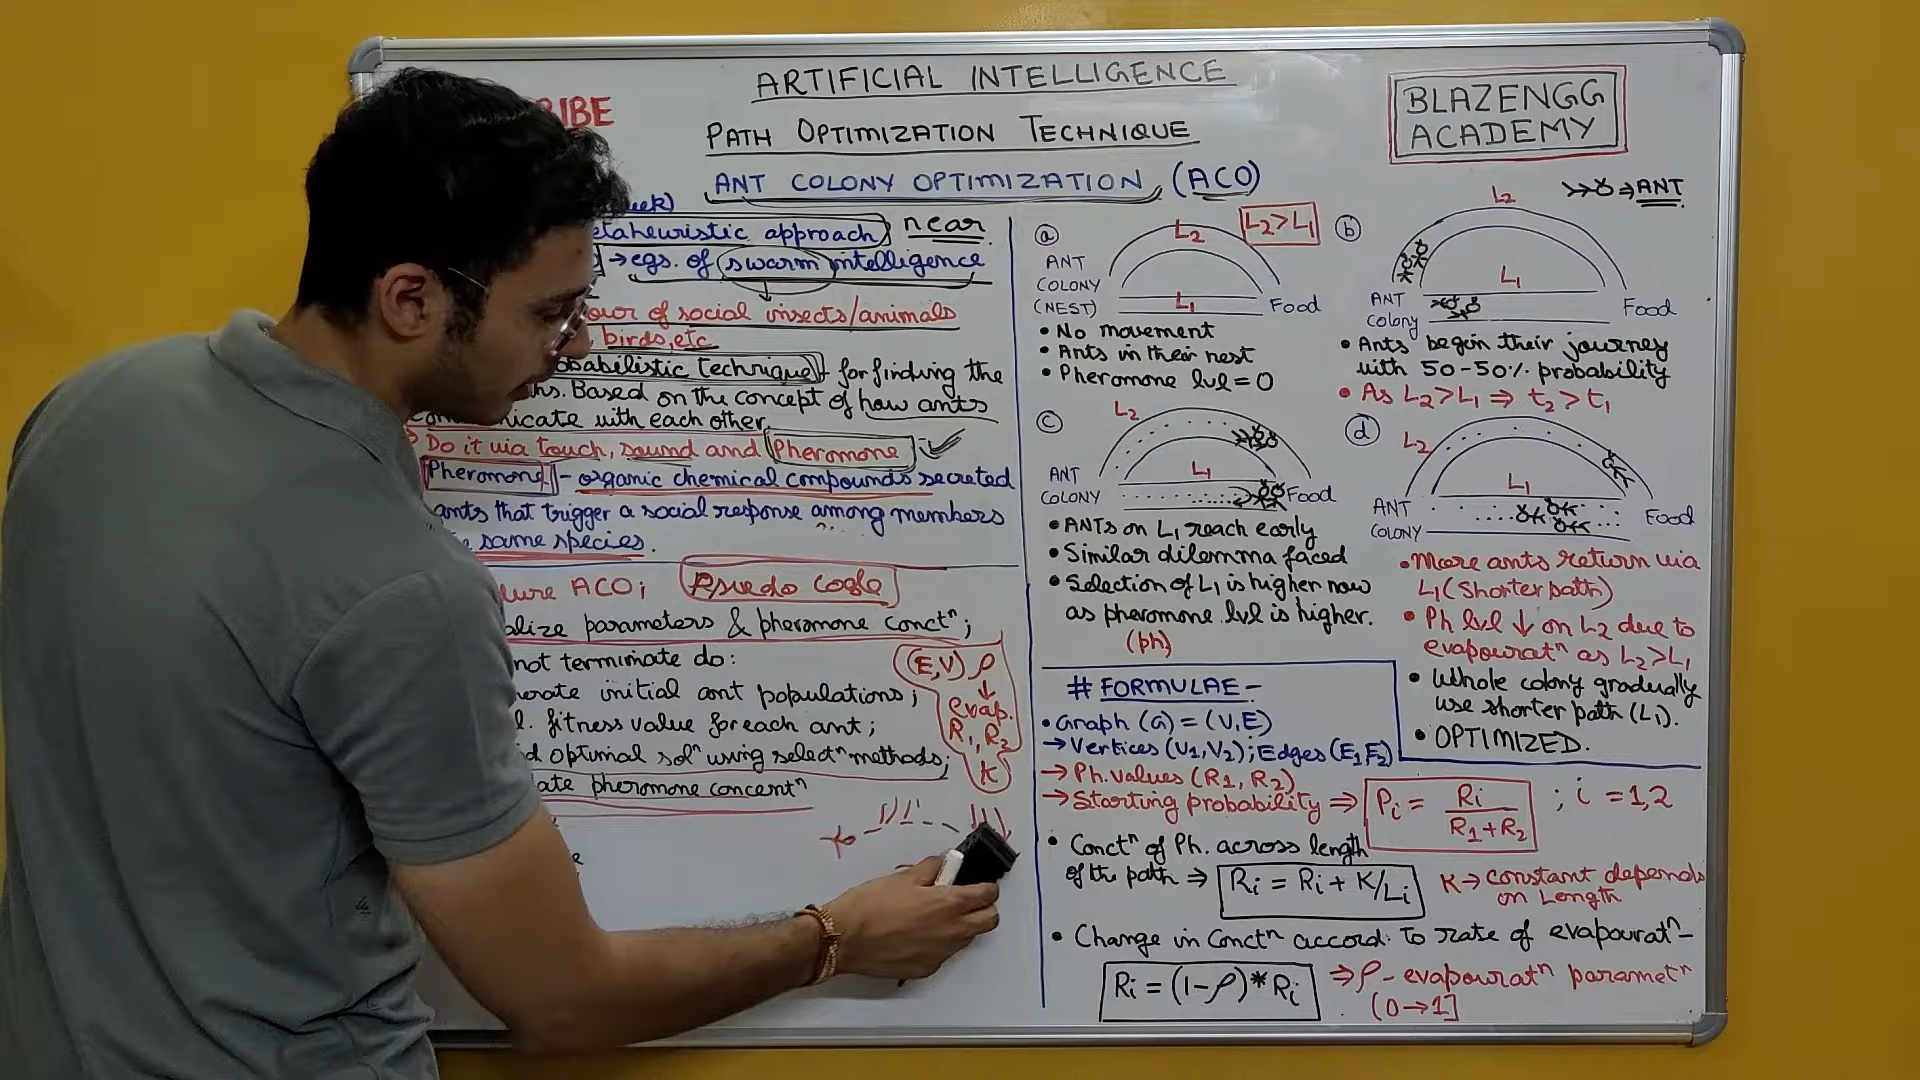 ARTIFICIAL INTELLIGENCE
PATH OPTIMIZATION TECHNIQUE
ANT COLONY OPTIMIZATION, (ACO)
BLAZENGG
ACADEMY
etaheuristic approach near
→egs. of swarm intelligence
our of social insects/animals
birds, etc
obabilistic technique for finding the
hs. Based on the concept of how ants
icate with each other.
Do it via touch, sound and Pheromone
Pheromone - organic chemical compounds secreted
ants that trigger a social response among members
same species.
ure ACO; Psuedo Code
alize parameters & pheromone conctⁿ;
not terminate do:
erate initial ant populations;
l. fitness value for each ant;
d optimal solⁿ using selectⁿ methods;
ate pheromone concentⁿ
(E,V) ρ
↓
evap.
R₁, R₂
K
ⓐ L₂ L₂>L₁
ANT
COLONY
(NEST) L₁ Food
• No movement
• Ants in their nest
• Pheromone lvl = 0
ⓑ L₂ ⇒ANT
L₁
ANT
Colony Food
• Ants begin their journey
with 50-50% probability
• As L₂>L₁ ⇒ t₂>t₁
ⓒ L₂
L₁
ANT
COLONY Food
• ANTs on L₁ reach early
• Similar dilemma faced
• Selection of L₁ is higher now
as pheromone lvl is higher.
(ph)
ⓓ L₂
L₁
ANT
COLONY Food
• More ants return via
L₁ (Shorter path)
• Ph lvl ↓ on L₂ due to
evapouratⁿ as L₂>L₁
• Whole colony gradually
use shorter path (L₁).
• OPTIMIZED.
# FORMULAE -
• Graph (G) = (V,E)
→ Vertices (V₁,V₂); Edges (E₁,E₂)
→ Ph. values (R₁, R₂)
→ Starting probability ⇒ Pᵢ = Rᵢ / R₁+R₂ ; i = 1,2
• Conctⁿ of Ph. across length
of the path ⇒ Rᵢ = Rᵢ + K/Lᵢ K→ constant depends
on Length
• Change in Conctⁿ accord. to rate of evapouratⁿ-
Rᵢ = (1-ρ)*Rᵢ ⇒ρ- evapouratⁿ parametⁿ
(0→1]